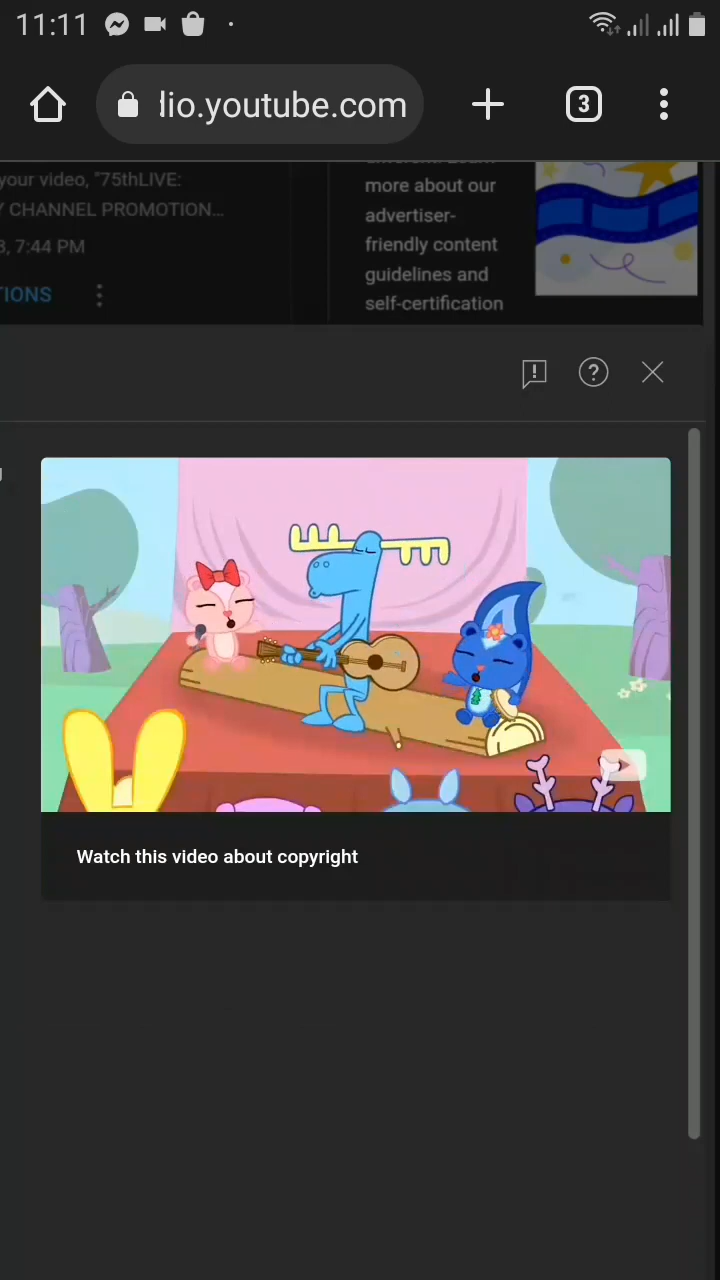 11:11
lio.youtube.com
3
your video, "75thLIVE:
Y CHANNEL PROMOTION...
3, 7:44 PM
TIONS
more about our
advertiser-
friendly content
guidelines and
self-certification
Watch this video about copyright